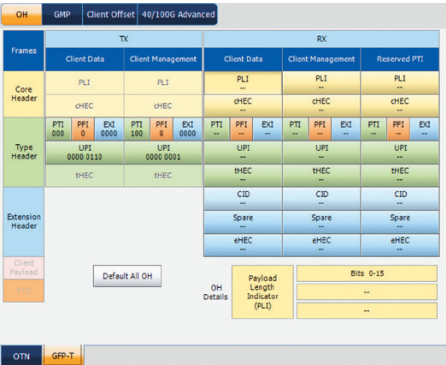 OH GMP Client Offset 40/100G Advanced
Frames TX RX
Client Data Client Management Client Data Client Management Reserved PTI
Core Header PLI PLI PLI -- PLI -- PLI --
cHEC cHEC cHEC -- cHEC -- cHEC --
Type Header PTI 000 PFI 0 EXI 0000 PTI 100 PFI 0 EXI 0000 PTI -- PFI -- EXI -- PTI -- PFI -- EXI -- PTI -- PFI -- EXI --
UPI 0000 0110 UPI 0000 0001 UPI -- UPI -- UPI --
tHEC tHEC tHEC -- tHEC -- tHEC --
Extension Header CID -- CID -- CID --
Spare -- Spare -- Spare --
eHEC -- eHEC -- eHEC --
Client Payload
Default All OH
OH Details Payload Length Indicator (PLI) Bits 0-15
--
--
OTN GFP-T